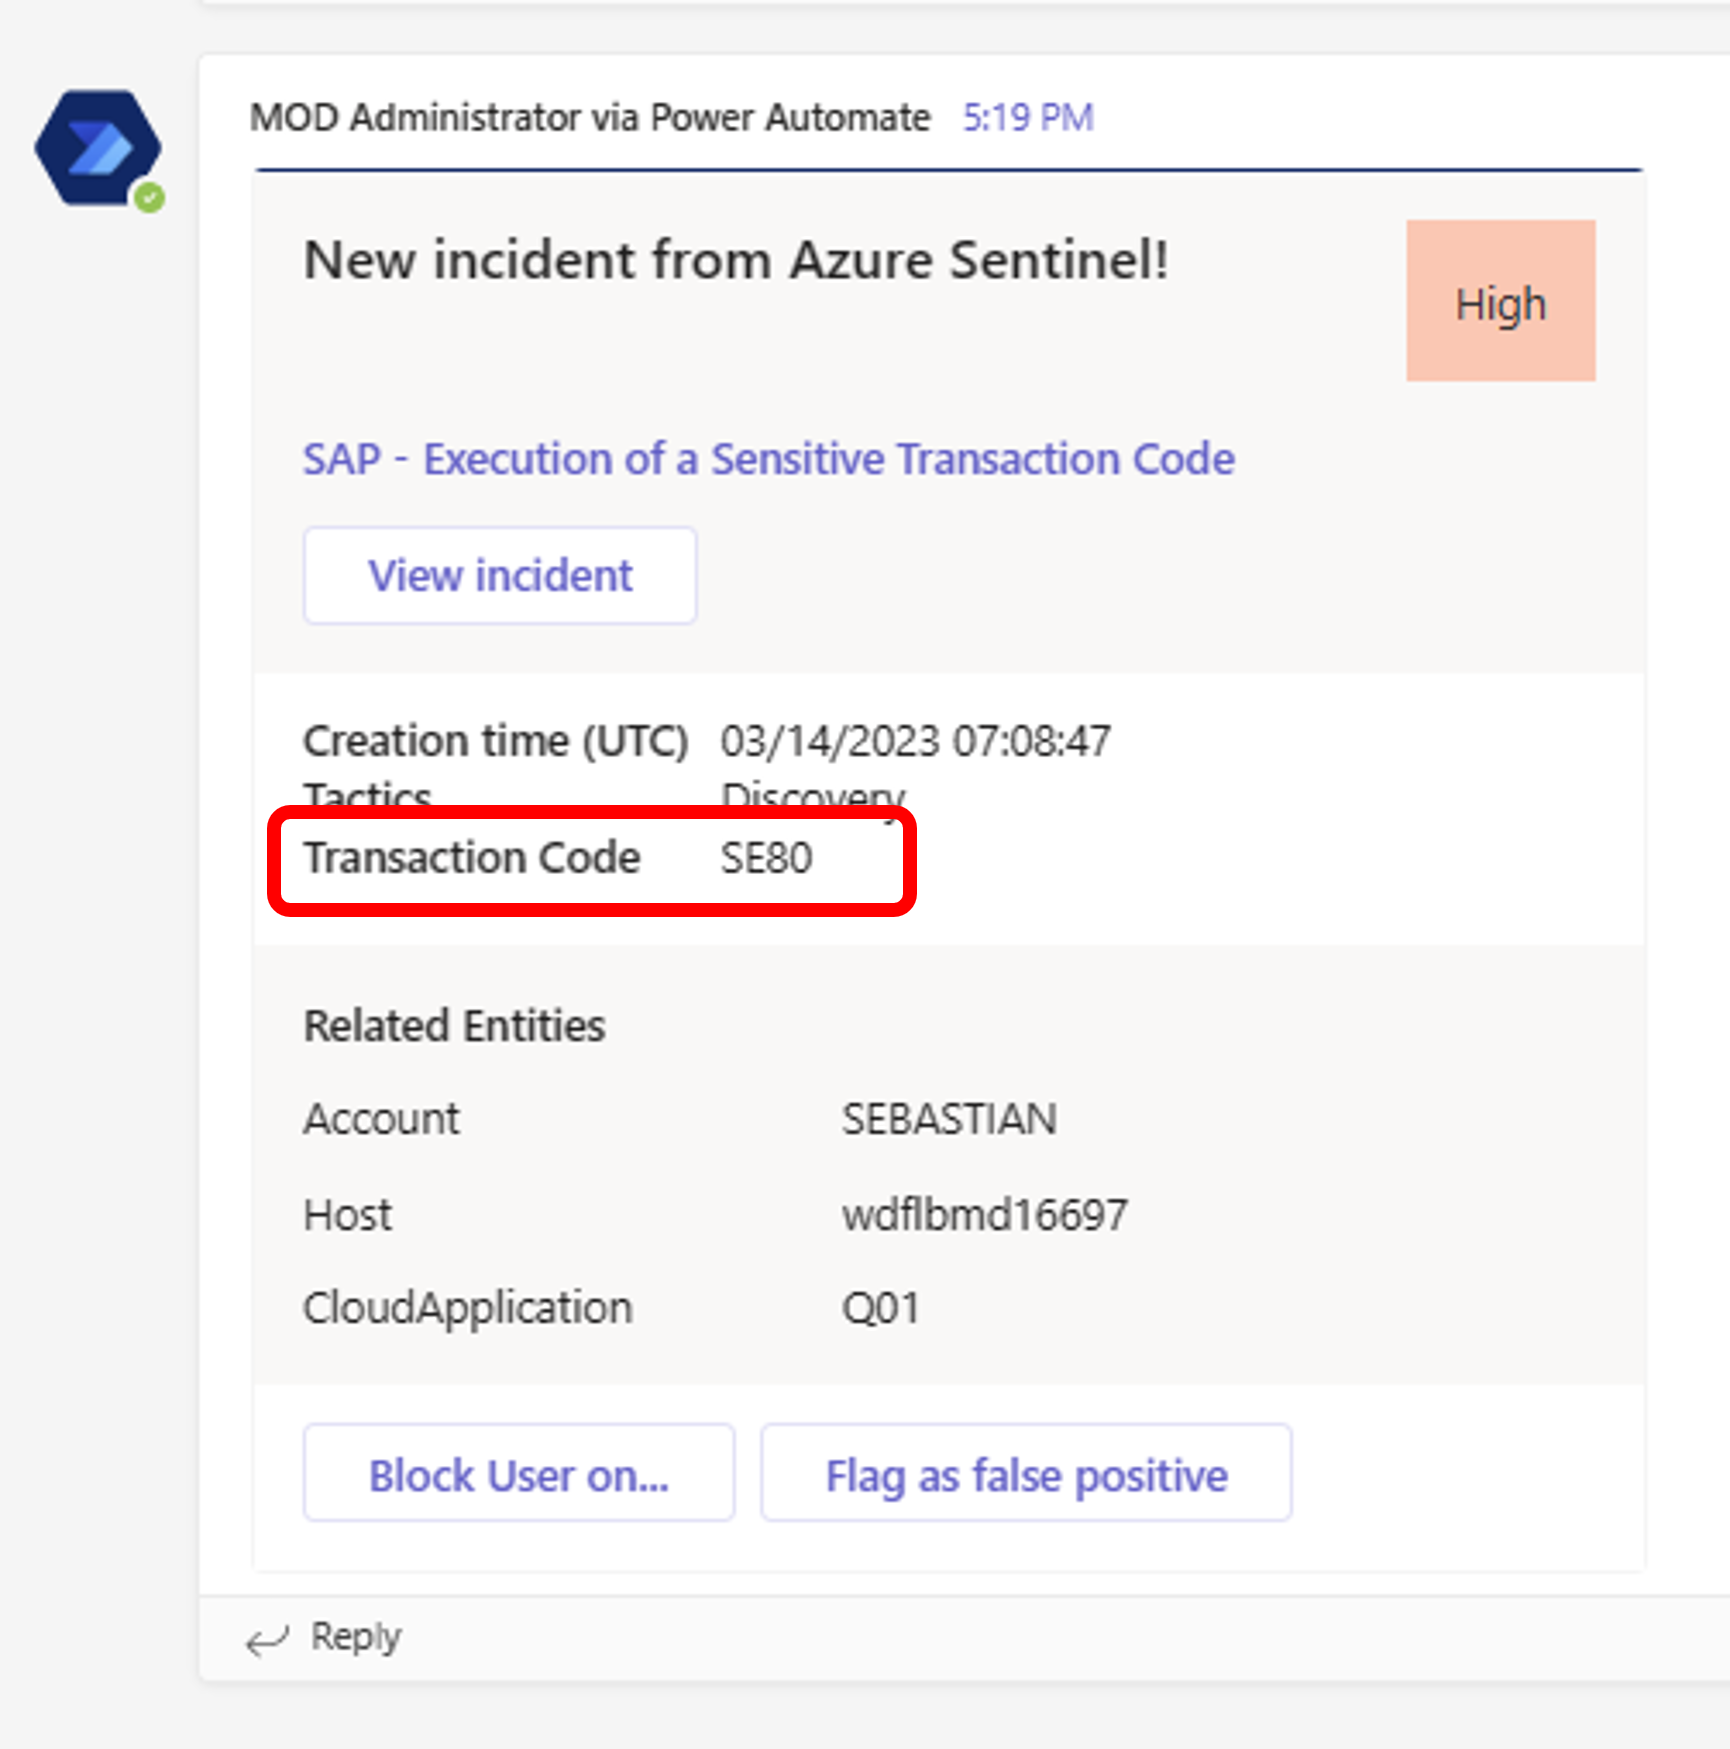 MOD Administrator via Power Automate 5:19 PM
New incident from Azure Sentinel!
High
SAP - Execution of a Sensitive Transaction Code
View incident
Creation time (UTC) 03/14/2023 07:08:47
Tactics Discovery
Transaction Code SE80
Related Entities
Account SEBASTIAN
Host wdflbmd16697
CloudApplication Q01
Block User on...
Flag as false positive
Reply